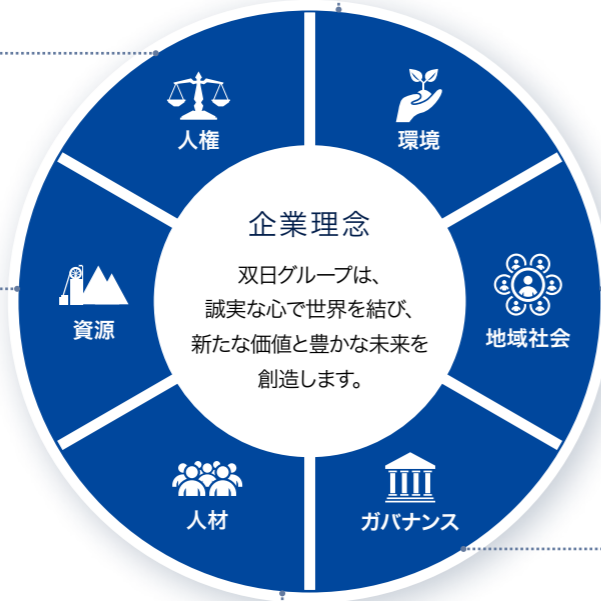 人権
環境
企業理念
双日グループは、
誠実な心で世界を結び、
新たな価値と豊かな未来を
創造します。
資源
地域社会
人材
ガバナンス